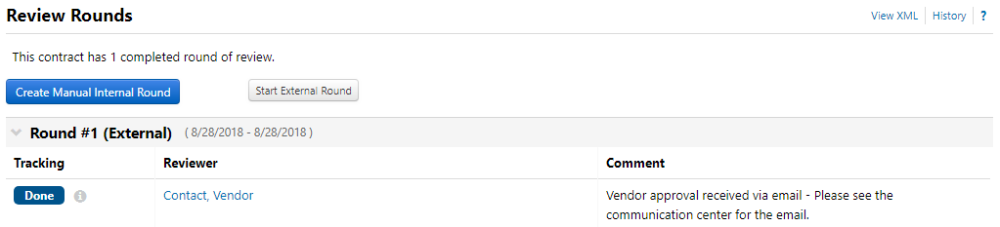 Review Rounds
View XML
History
?
This contract has 1 completed round of review.
Create Manual Internal Round
Start External Round
Round #1 (External) ( 8/28/2018 - 8/28/2018 )
Tracking
Reviewer
Comment
Done
i
Contact, Vendor
Vendor approval received via email - Please see the
communication center for the email.